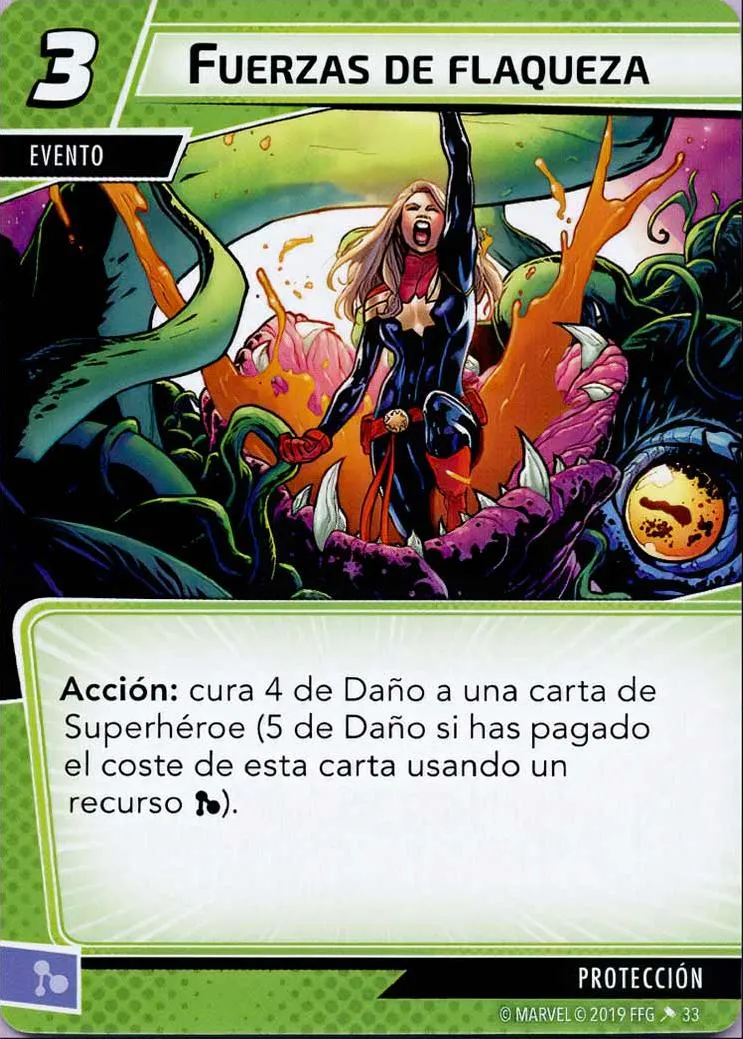 3
FUERZAS DE FLAQUEZA
EVENTO
Acción: cura 4 de Daño a una carta de
Superhéroe (5 de Daño si has pagado
el coste de esta carta usando un
recurso ).
PROTECCIÓN
© MARVEL © 2019 FFG 33